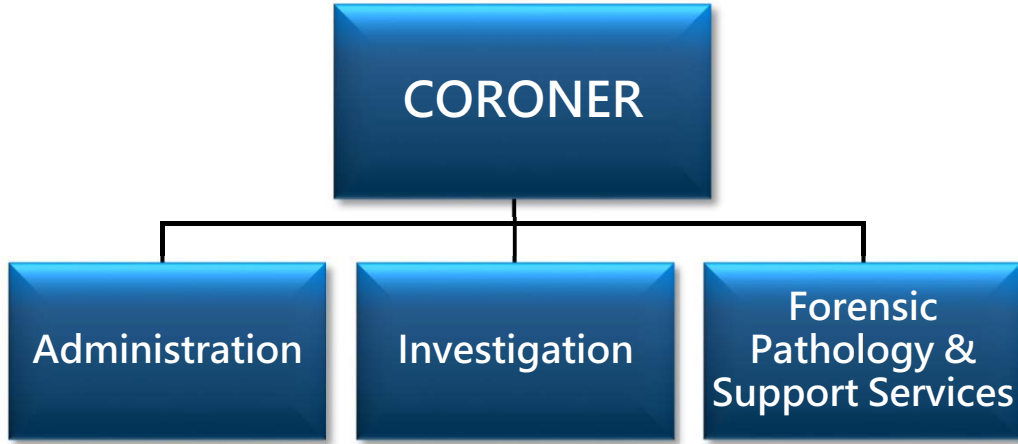 CORONER
Administration
Investigation
Forensic
Pathology &
Support Services